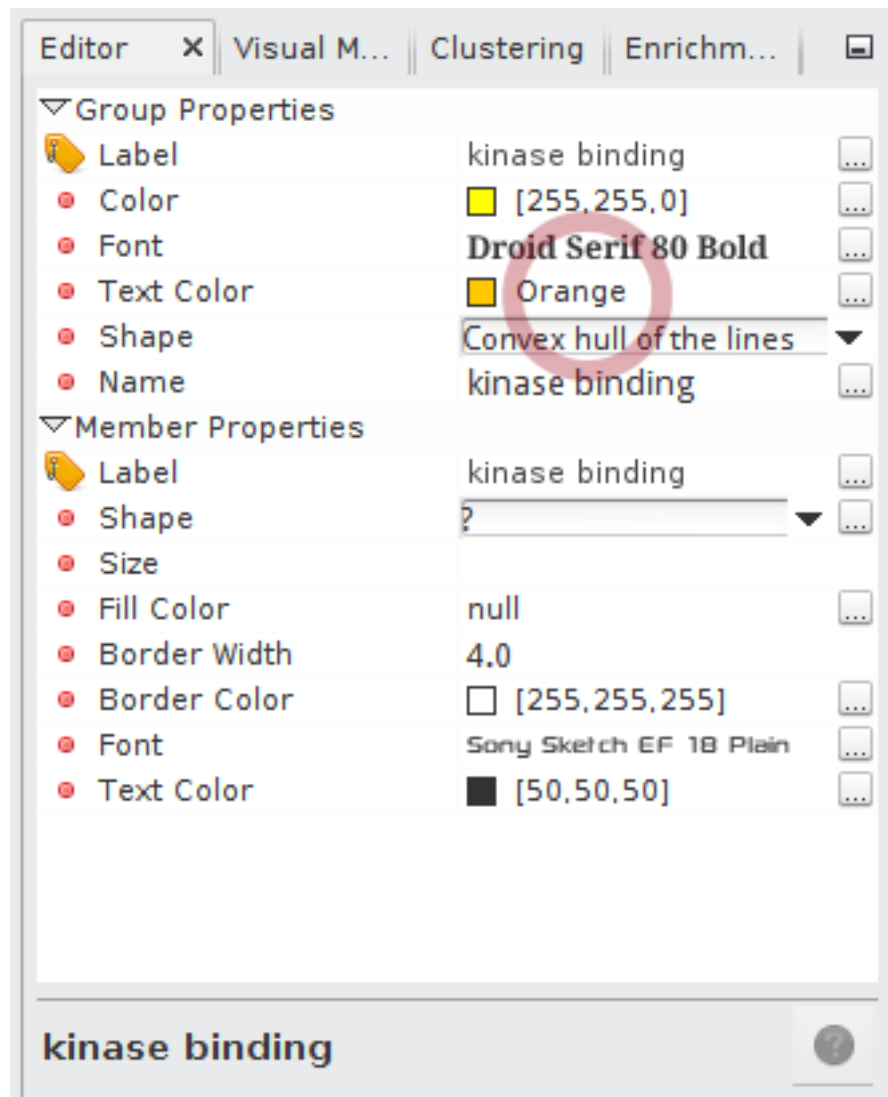 Editor × Visual M... Clustering Enrichm...
Group Properties
Label kinase binding ...
Color [255,255,0] ...
Font Droid Serif 80 Bold ...
Text Color Orange ...
Shape Convex hull of the lines
Name kinase binding ...
Member Properties
Label kinase binding ...
Shape ? ...
Size
Fill Color null ...
Border Width 4.0
Border Color [255,255,255] ...
Font Sony Sketch EF 18 Plain ...
Text Color [50,50,50] ...
kinase binding ?